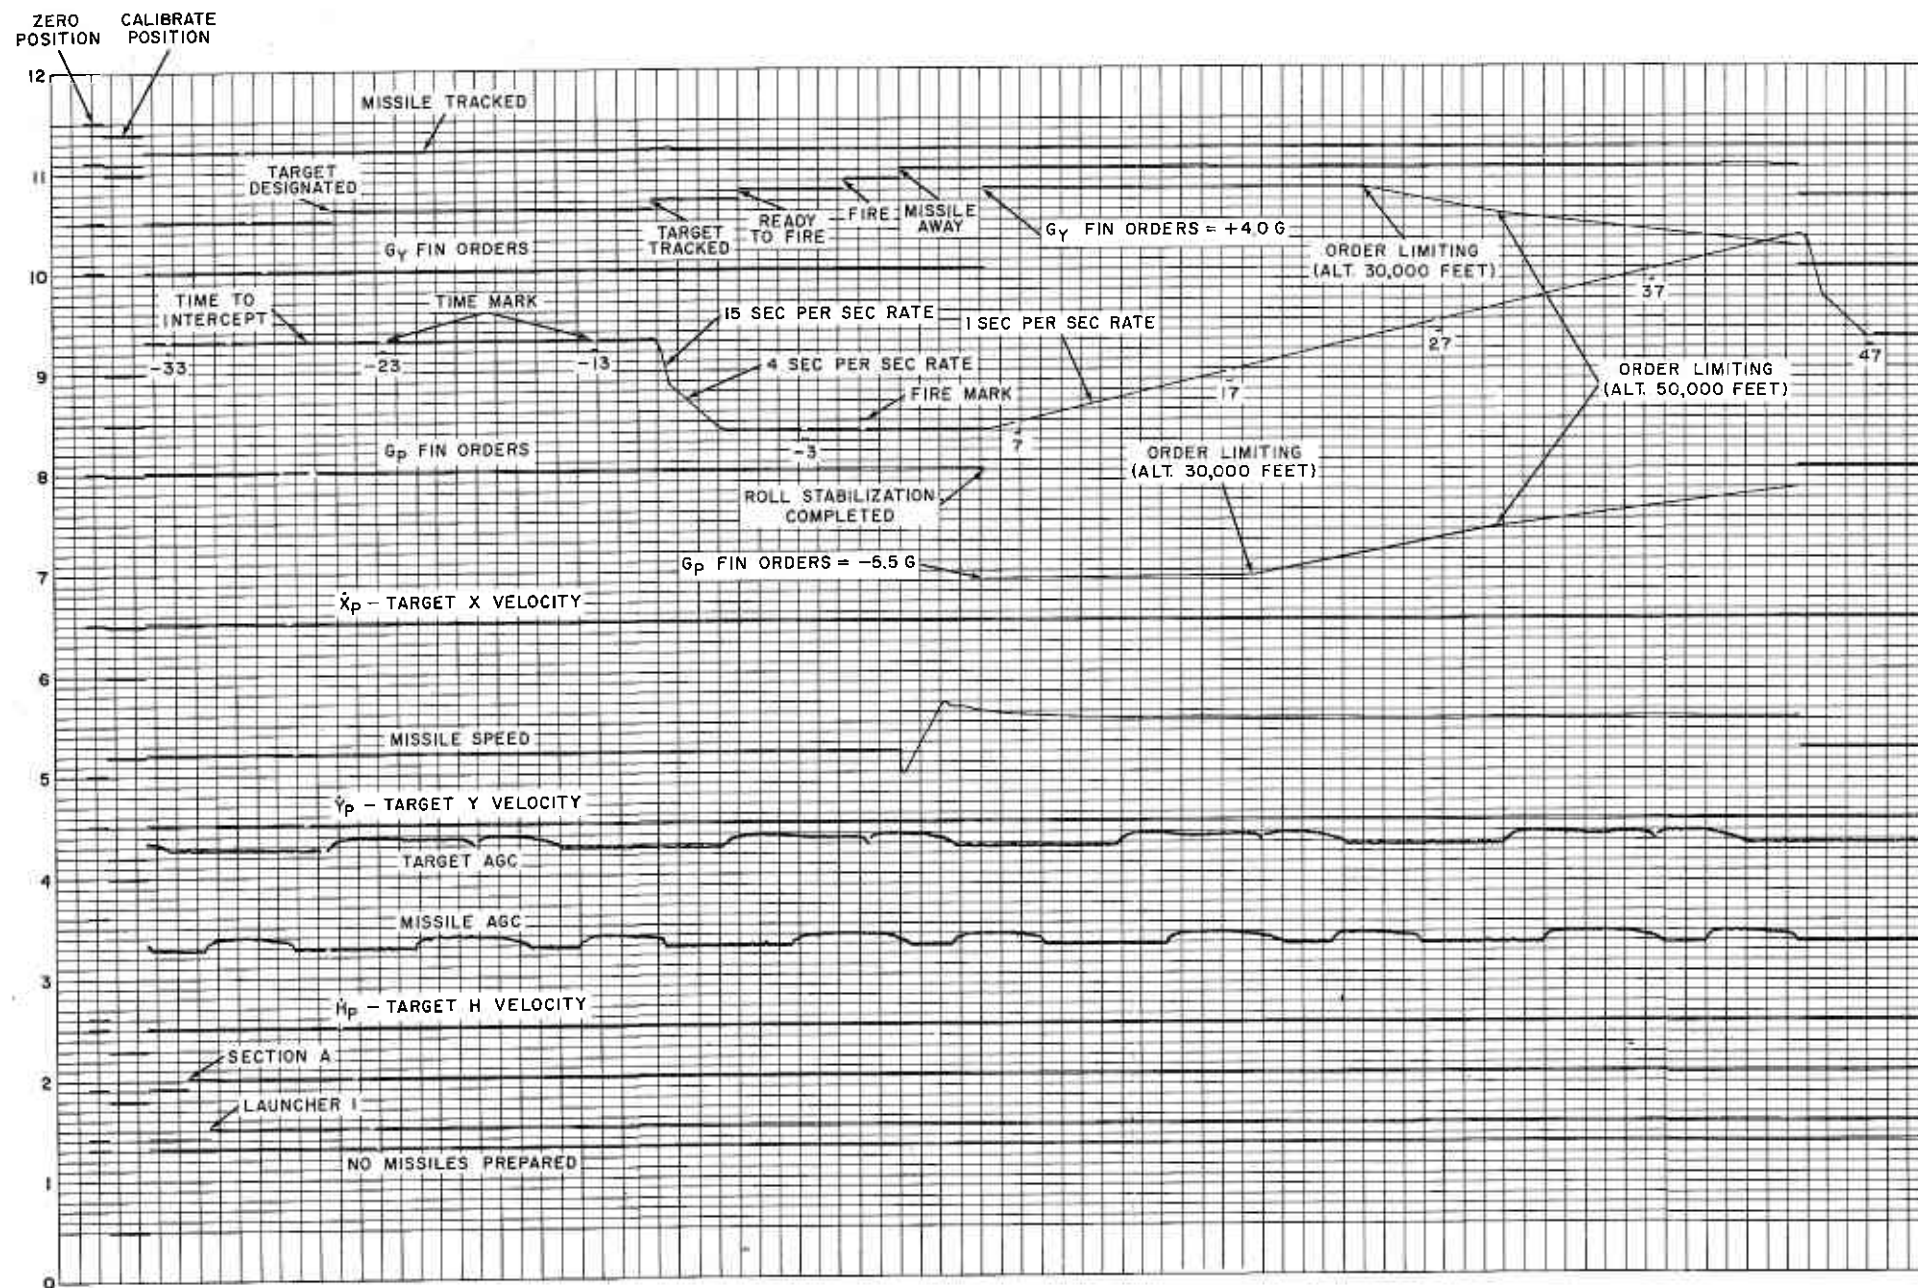 ZERO
POSITION
CALIBRATE
POSITION
12
MISSILE TRACKED
11
TARGET
DESIGNATED
TARGET
TRACKED
READY
TO FIRE
FIRE
MISSILE
AWAY
GY FIN ORDERS = +4.0 G
ORDER LIMITING
(ALT. 30,000 FEET)
GY FIN ORDERS
10
TIME TO
INTERCEPT
TIME MARK
15 SEC PER SEC RATE
1 SEC PER SEC RATE
37
27
47
-33
-23
-13
9
4 SEC PER SEC RATE
17
ORDER LIMITING
(ALT. 50,000 FEET)
FIRE MARK
-3
7
GP FIN ORDERS
ORDER LIMITING
(ALT. 30,000 FEET)
8
ROLL STABILIZATION
COMPLETED
GP FIN ORDERS = -5.5 G
7
ẊP - TARGET X VELOCITY
6
MISSILE SPEED
5
ẎP - TARGET Y VELOCITY
TARGET AGC
4
MISSILE AGC
3
ḢP - TARGET H VELOCITY
SECTION A
2
LAUNCHER 1
NO MISSILES PREPARED
1
0